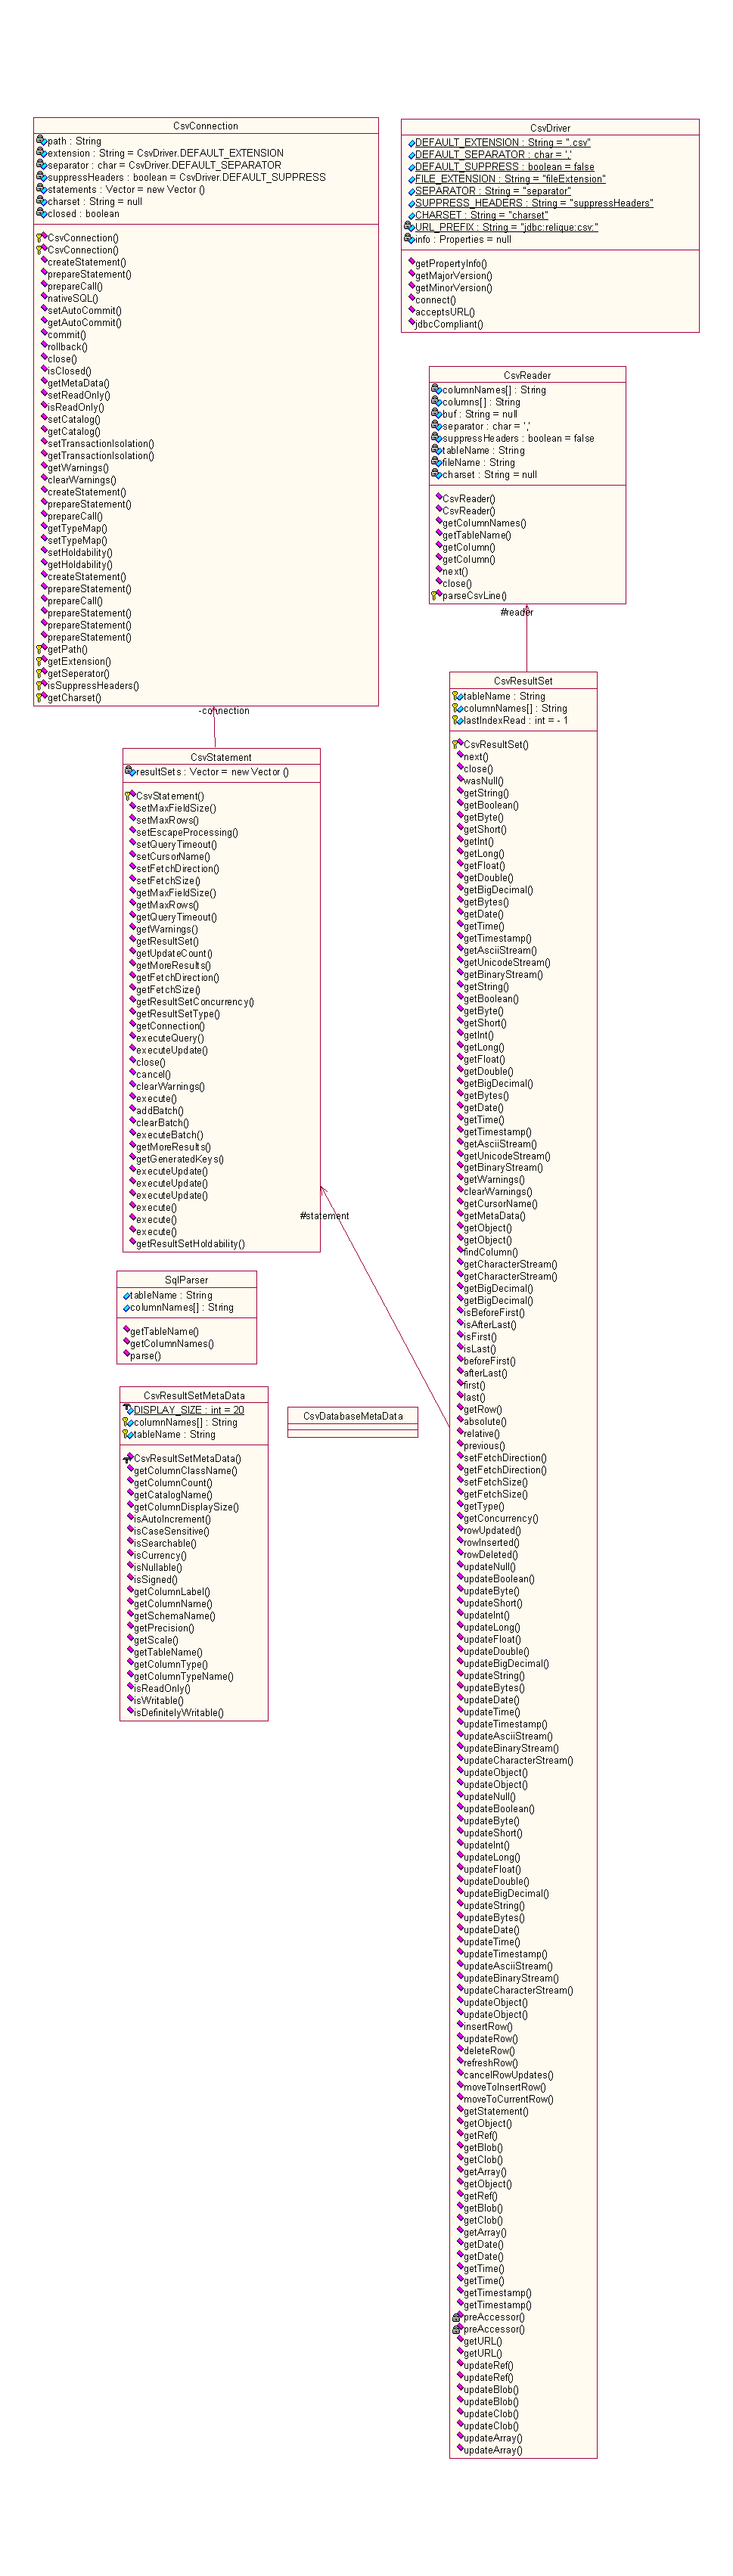 CsvConnection
path : String
extension : String = CsvDriver.DEFAULT_EXTENSION
separator : char = CsvDriver.DEFAULT_SEPARATOR
suppressHeaders : boolean = CsvDriver.DEFAULT_SUPPRESS
statements : Vector = new Vector ()
charset : String = null
closed : boolean
CsvConnection()
CsvConnection()
createStatement()
prepareStatement()
prepareCall()
nativeSQL()
setAutoCommit()
getAutoCommit()
commit()
rollback()
close()
isClosed()
getMetaData()
setReadOnly()
isReadOnly()
setCatalog()
getCatalog()
setTransactionIsolation()
getTransactionIsolation()
getWarnings()
clearWarnings()
createStatement()
prepareStatement()
prepareCall()
getTypeMap()
setTypeMap()
setHoldability()
getHoldability()
createStatement()
prepareStatement()
prepareCall()
prepareStatement()
prepareStatement()
prepareStatement()
getPath()
getExtension()
getSeperator()
isSuppressHeaders()
getCharset()
-connection
CsvDriver
DEFAULT_EXTENSION : String = ".csv"
DEFAULT_SEPARATOR : char = ','
DEFAULT_SUPPRESS : boolean = false
FILE_EXTENSION : String = "fileExtension"
SEPARATOR : String = "separator"
SUPPRESS_HEADERS : String = "suppressHeaders"
CHARSET : String = "charset"
URL_PREFIX : String = "jdbc:relique:csv:"
info : Properties = null
getPropertyInfo()
getMajorVersion()
getMinorVersion()
connect()
acceptsURL()
jdbcCompliant()
CsvReader
columnNames[] : String
columns[] : String
buf : String = null
separator : char = ','
suppressHeaders : boolean = false
tableName : String
fileName : String
charset : String = null
CsvReader()
CsvReader()
getColumnNames()
getTableName()
getColumn()
getColumn()
next()
close()
parseCsvLine()
#reader
CsvStatement
resultSets : Vector = new Vector ()
CsvStatement()
setMaxFieldSize()
setMaxRows()
setEscapeProcessing()
setQueryTimeout()
setCursorName()
setFetchDirection()
setFetchSize()
getMaxFieldSize()
getMaxRows()
getQueryTimeout()
getWarnings()
getResultSet()
getUpdateCount()
getMoreResults()
getFetchDirection()
getFetchSize()
getResultSetConcurrency()
getResultSetType()
getConnection()
executeQuery()
executeUpdate()
close()
cancel()
clearWarnings()
execute()
addBatch()
clearBatch()
executeBatch()
getMoreResults()
getGeneratedKeys()
executeUpdate()
executeUpdate()
executeUpdate()
execute()
execute()
execute()
getResultSetHoldability()
#statement
SqlParser
tableName : String
columnNames[] : String
getTableName()
getColumnNames()
parse()
CsvResultSetMetaData
DISPLAY_SIZE : int = 20
columnNames[] : String
tableName : String
CsvResultSetMetaData()
getColumnClassName()
getColumnCount()
getCatalogName()
getColumnDisplaySize()
isAutoIncrement()
isCaseSensitive()
isSearchable()
isCurrency()
isNullable()
isSigned()
getColumnLabel()
getColumnName()
getSchemaName()
getPrecision()
getScale()
getTableName()
getColumnType()
getColumnTypeName()
isReadOnly()
isWritable()
isDefinitelyWritable()
CsvDatabaseMetaData
CsvResultSet
tableName : String
columnNames[] : String
lastIndexRead : int = - 1
CsvResultSet()
next()
close()
wasNull()
getString()
getBoolean()
getByte()
getShort()
getInt()
getLong()
getFloat()
getDouble()
getBigDecimal()
getBytes()
getDate()
getTime()
getTimestamp()
getAsciiStream()
getUnicodeStream()
getBinaryStream()
getString()
getBoolean()
getByte()
getShort()
getInt()
getLong()
getFloat()
getDouble()
getBigDecimal()
getBytes()
getDate()
getTime()
getTimestamp()
getAsciiStream()
getUnicodeStream()
getBinaryStream()
getWarnings()
clearWarnings()
getCursorName()
getMetaData()
getObject()
getObject()
findColumn()
getCharacterStream()
getCharacterStream()
getBigDecimal()
getBigDecimal()
isBeforeFirst()
isAfterLast()
isFirst()
isLast()
beforeFirst()
afterLast()
first()
last()
getRow()
absolute()
relative()
previous()
setFetchDirection()
getFetchDirection()
setFetchSize()
getFetchSize()
getType()
getConcurrency()
rowUpdated()
rowInserted()
rowDeleted()
updateNull()
updateBoolean()
updateByte()
updateShort()
updateInt()
updateLong()
updateFloat()
updateDouble()
updateBigDecimal()
updateString()
updateBytes()
updateDate()
updateTime()
updateTimestamp()
updateAsciiStream()
updateBinaryStream()
updateCharacterStream()
updateObject()
updateObject()
updateNull()
updateBoolean()
updateByte()
updateShort()
updateInt()
updateLong()
updateFloat()
updateDouble()
updateBigDecimal()
updateString()
updateBytes()
updateDate()
updateTime()
updateTimestamp()
updateAsciiStream()
updateBinaryStream()
updateCharacterStream()
updateObject()
updateObject()
insertRow()
updateRow()
deleteRow()
refreshRow()
cancelRowUpdates()
moveToInsertRow()
moveToCurrentRow()
getStatement()
getObject()
getRef()
getBlob()
getClob()
getArray()
getObject()
getRef()
getBlob()
getClob()
getArray()
getDate()
getDate()
getTime()
getTime()
getTimestamp()
getTimestamp()
preAccessor()
preAccessor()
getURL()
getURL()
updateRef()
updateRef()
updateBlob()
updateBlob()
updateClob()
updateClob()
updateArray()
updateArray()